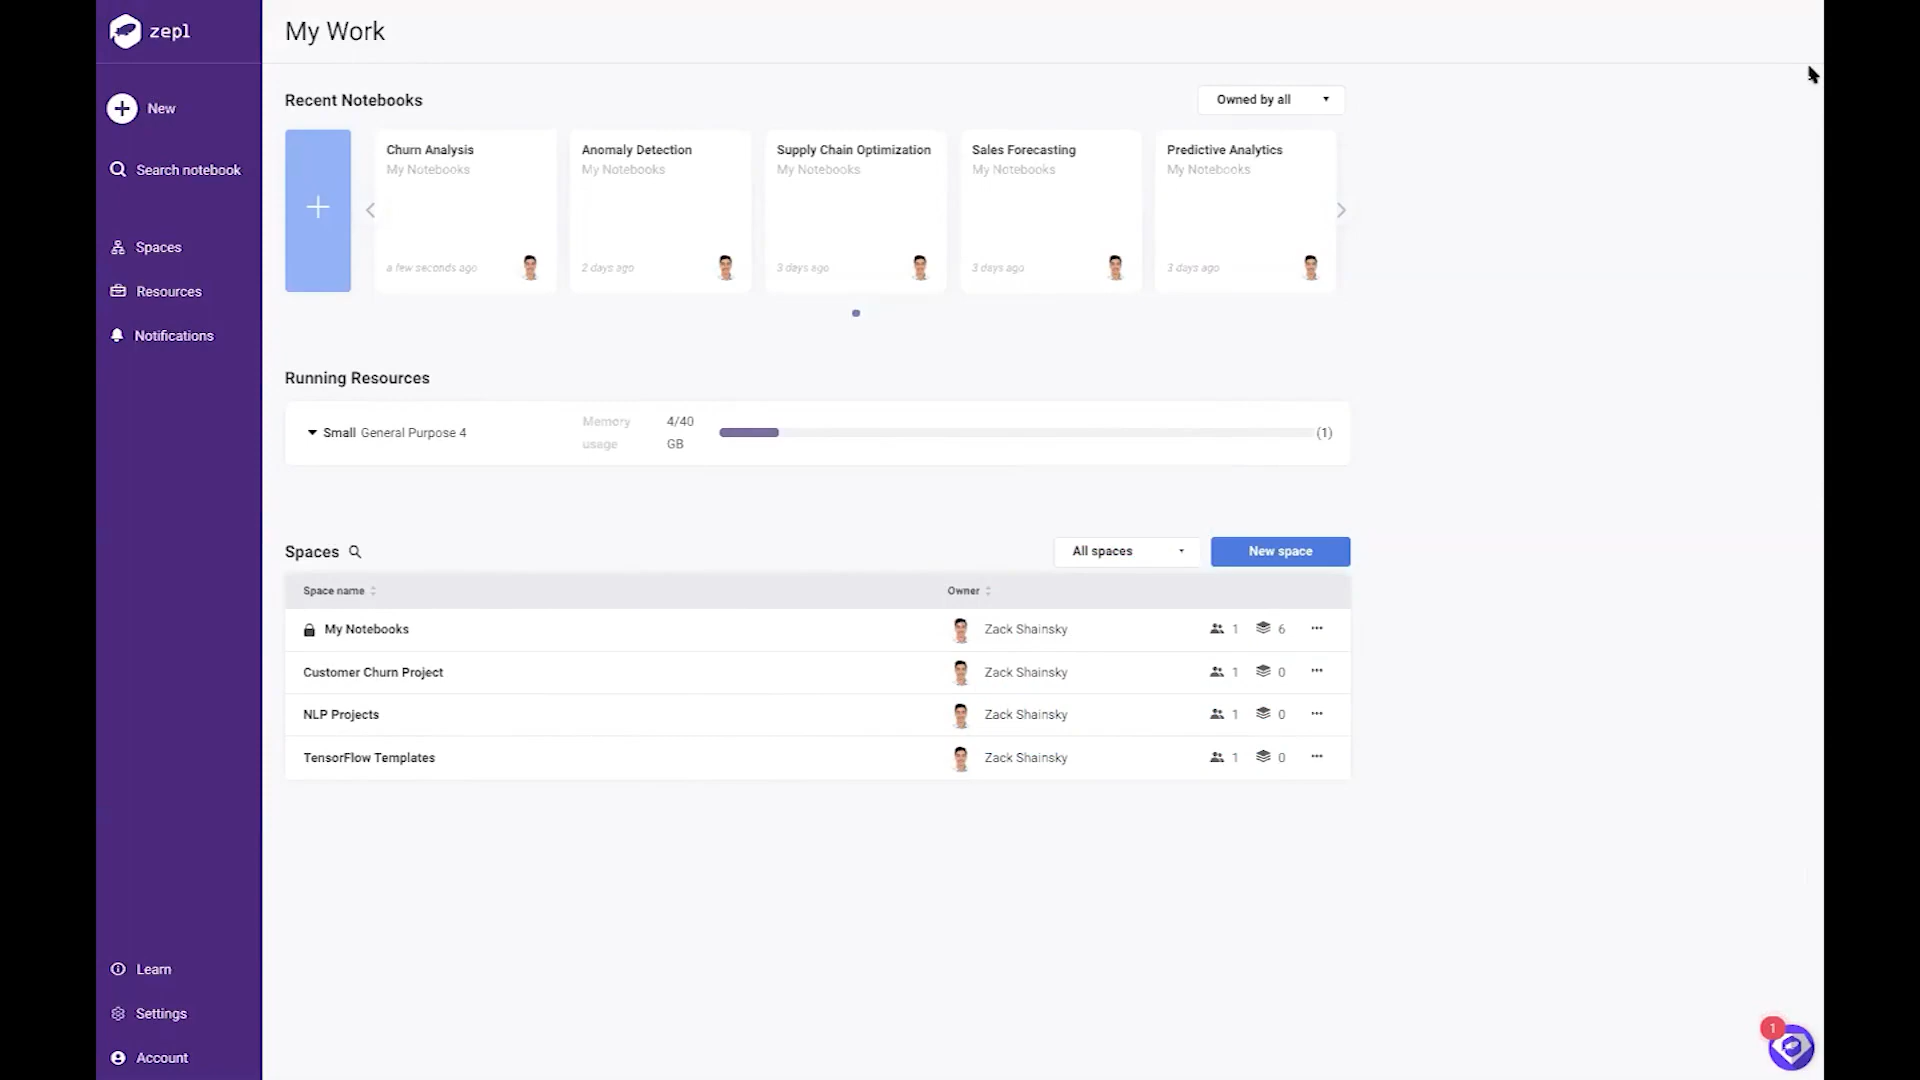 zepl
My Work
New
Search notebook
Spaces
Resources
Notifications
Learn
Settings
Account
Recent Notebooks
Owned by all
Churn Analysis
My Notebooks
a few seconds ago
Anomaly Detection
My Notebooks
2 days ago
Supply Chain Optimization
My Notebooks
3 days ago
Sales Forecasting
My Notebooks
3 days ago
Predictive Analytics
My Notebooks
3 days ago
Running Resources
Small General Purpose 4
Memory usage
4/40 GB
(1)
Spaces
All spaces
New space
Space name
Owner
My Notebooks Zack Shainsky 1 6 ...
Customer Churn Project Zack Shainsky 1 0 ...
NLP Projects Zack Shainsky 1 0 ...
TensorFlow Templates Zack Shainsky 1 0 ...
1